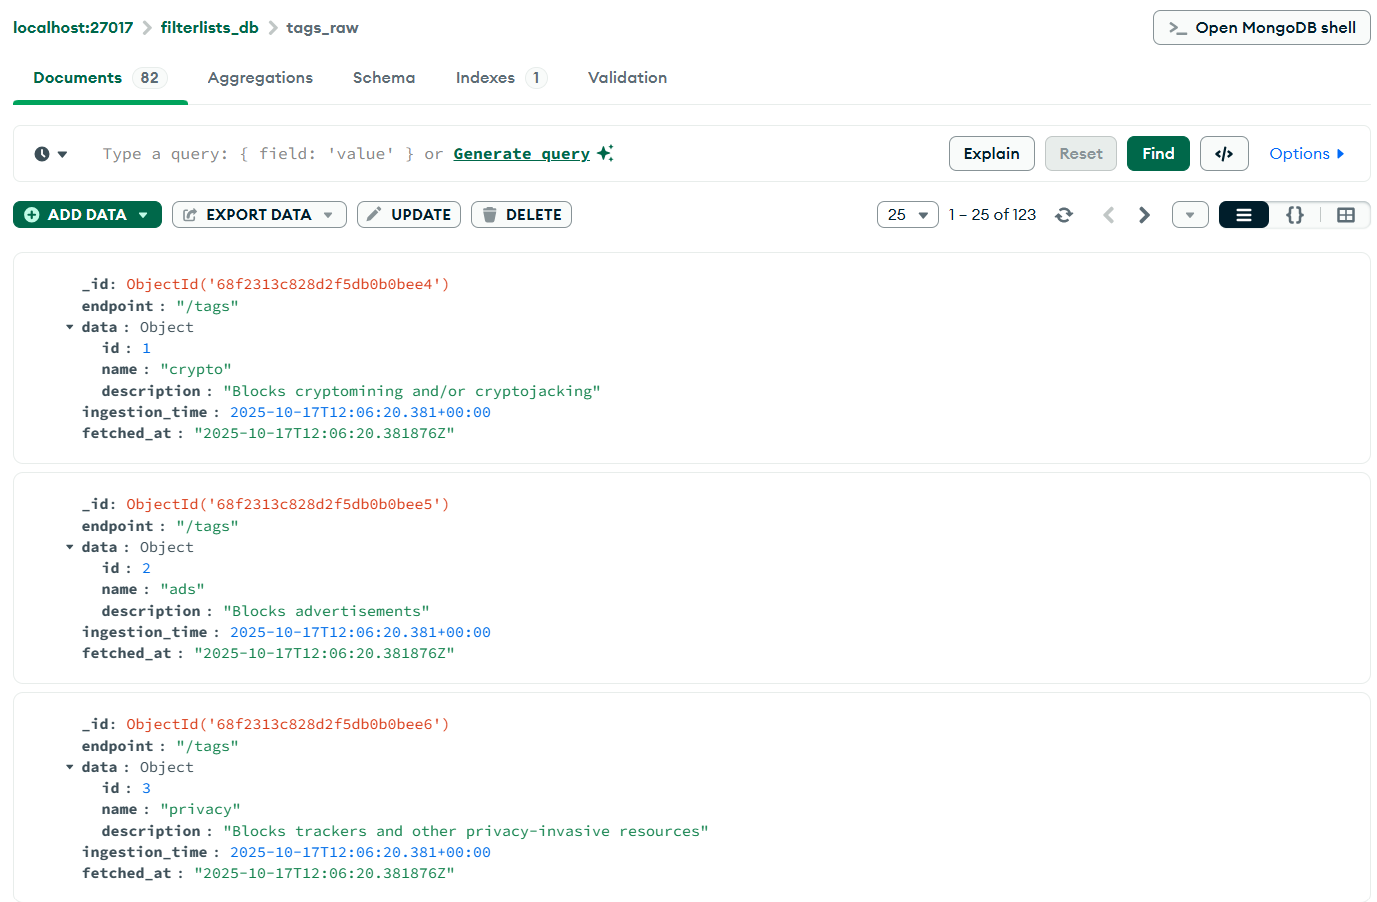 localhost:27017 > filterlists_db > tags_raw
>_ Open MongoDB shell
Documents 82 Aggregations Schema Indexes 1 Validation
Type a query: { field: 'value' } or Generate query
Explain Reset Find </> Options
ADD DATA EXPORT DATA UPDATE DELETE 25 1 – 25 of 123 {}
_id: ObjectId('68f2313c828d2f5db0b0bee4')
endpoint : "/tags"
data : Object
id : 1
name : "crypto"
description : "Blocks cryptomining and/or cryptojacking"
ingestion_time : 2025-10-17T12:06:20.381+00:00
fetched_at : "2025-10-17T12:06:20.381876Z"
_id: ObjectId('68f2313c828d2f5db0b0bee5')
endpoint : "/tags"
data : Object
id : 2
name : "ads"
description : "Blocks advertisements"
ingestion_time : 2025-10-17T12:06:20.381+00:00
fetched_at : "2025-10-17T12:06:20.381876Z"
_id: ObjectId('68f2313c828d2f5db0b0bee6')
endpoint : "/tags"
data : Object
id : 3
name : "privacy"
description : "Blocks trackers and other privacy-invasive resources"
ingestion_time : 2025-10-17T12:06:20.381+00:00
fetched_at : "2025-10-17T12:06:20.381876Z"